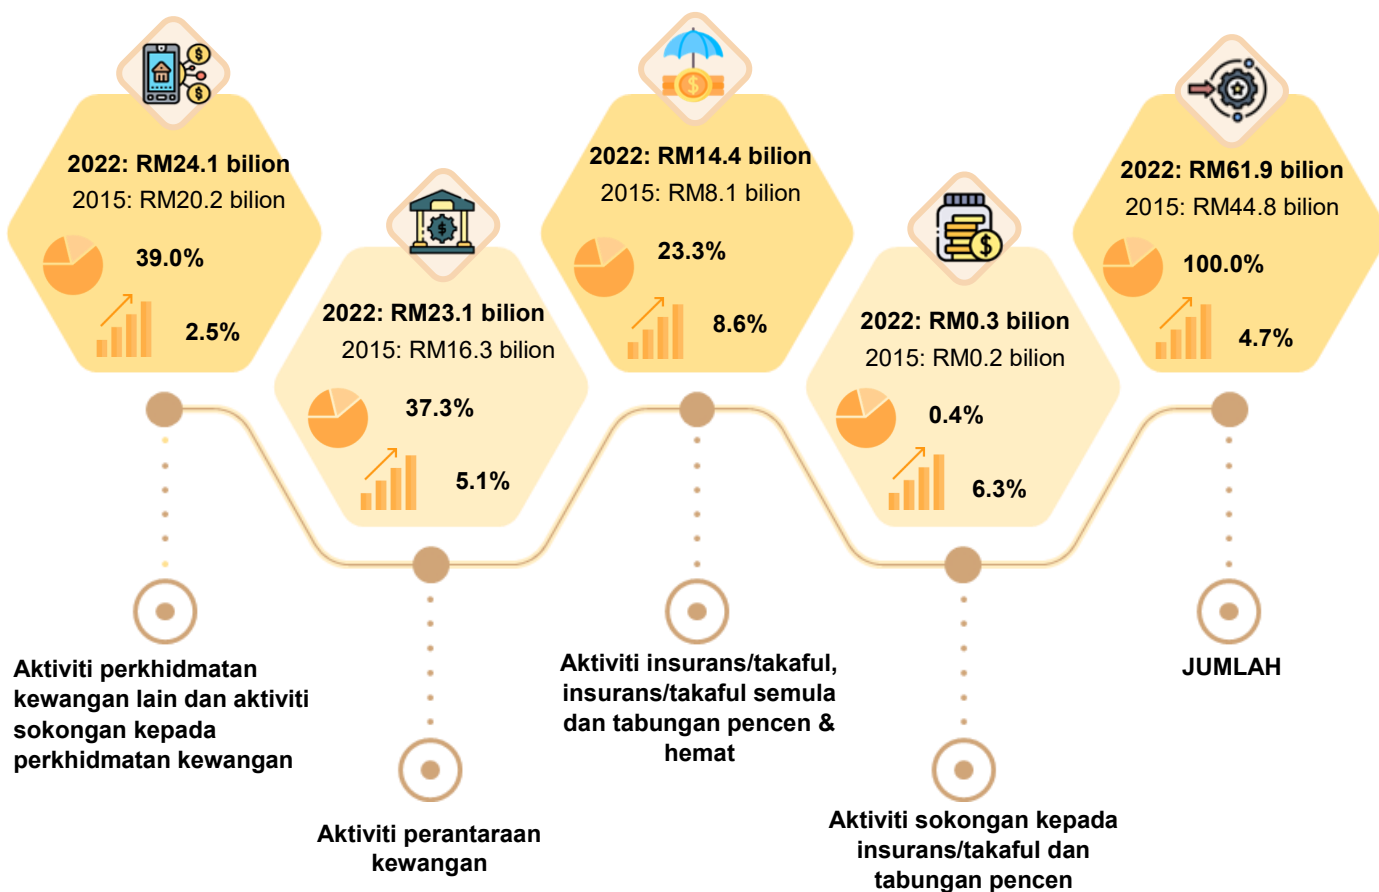 2022: RM24.1 bilion
2015: RM20.2 bilion
39.0%
2.5%
Aktiviti perkhidmatan
kewangan lain dan aktiviti
sokongan kepada
perkhidmatan kewangan
2022: RM23.1 bilion
2015: RM16.3 bilion
37.3%
5.1%
Aktiviti perantaraan
kewangan
2022: RM14.4 bilion
2015: RM8.1 bilion
23.3%
8.6%
Aktiviti insurans/takaful,
insurans/takaful semula
dan tabungan pencen &
hemat
2022: RM0.3 bilion
2015: RM0.2 bilion
0.4%
6.3%
Aktiviti sokongan kepada
insurans/takaful dan
tabungan pencen
2022: RM61.9 bilion
2015: RM44.8 bilion
100.0%
4.7%
JUMLAH